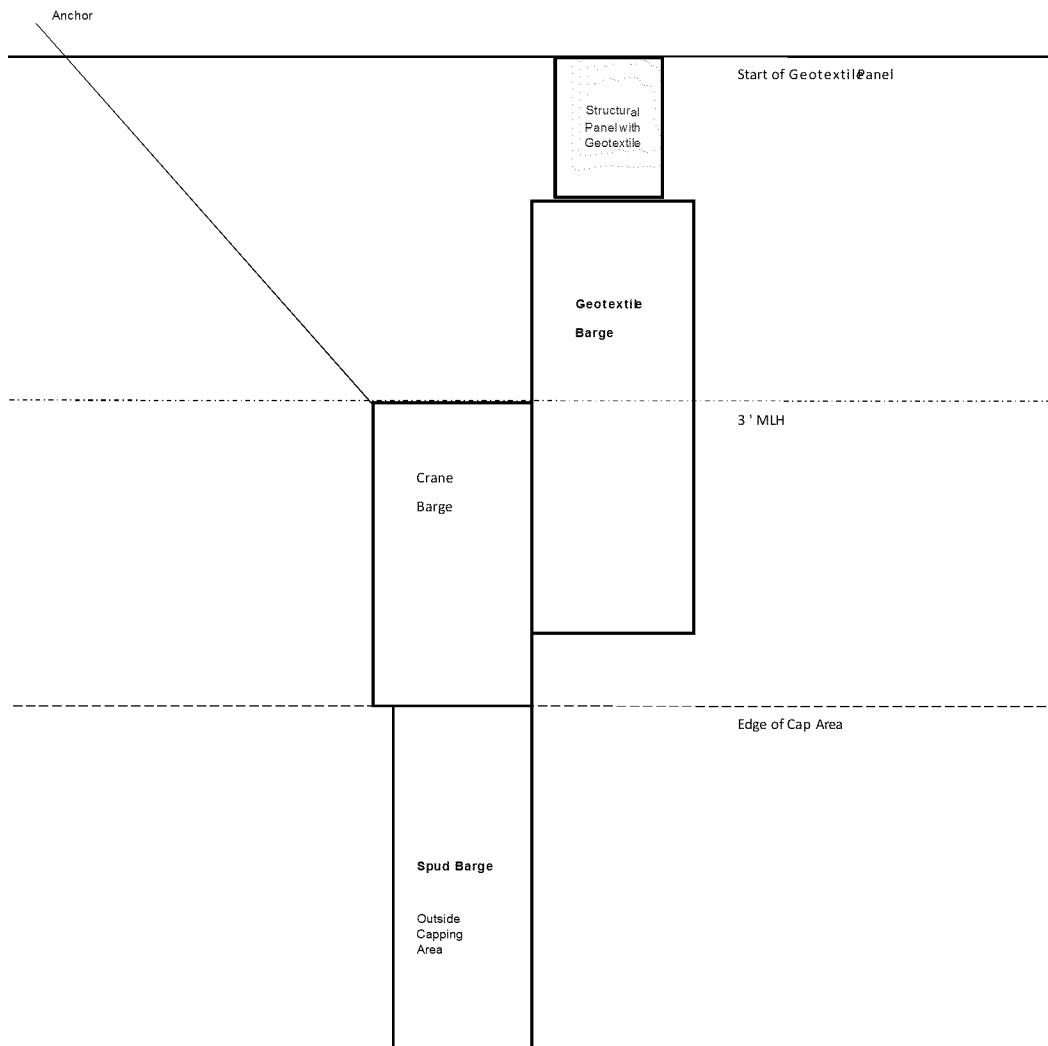 Anchor
Start of Geotextile Panel
Structural
Panel with
Geotextile
Geotextile
Barge
3 ' MLH
Crane
Barge
Edge of Cap Area
Spud Barge
Outside
Capping
Area